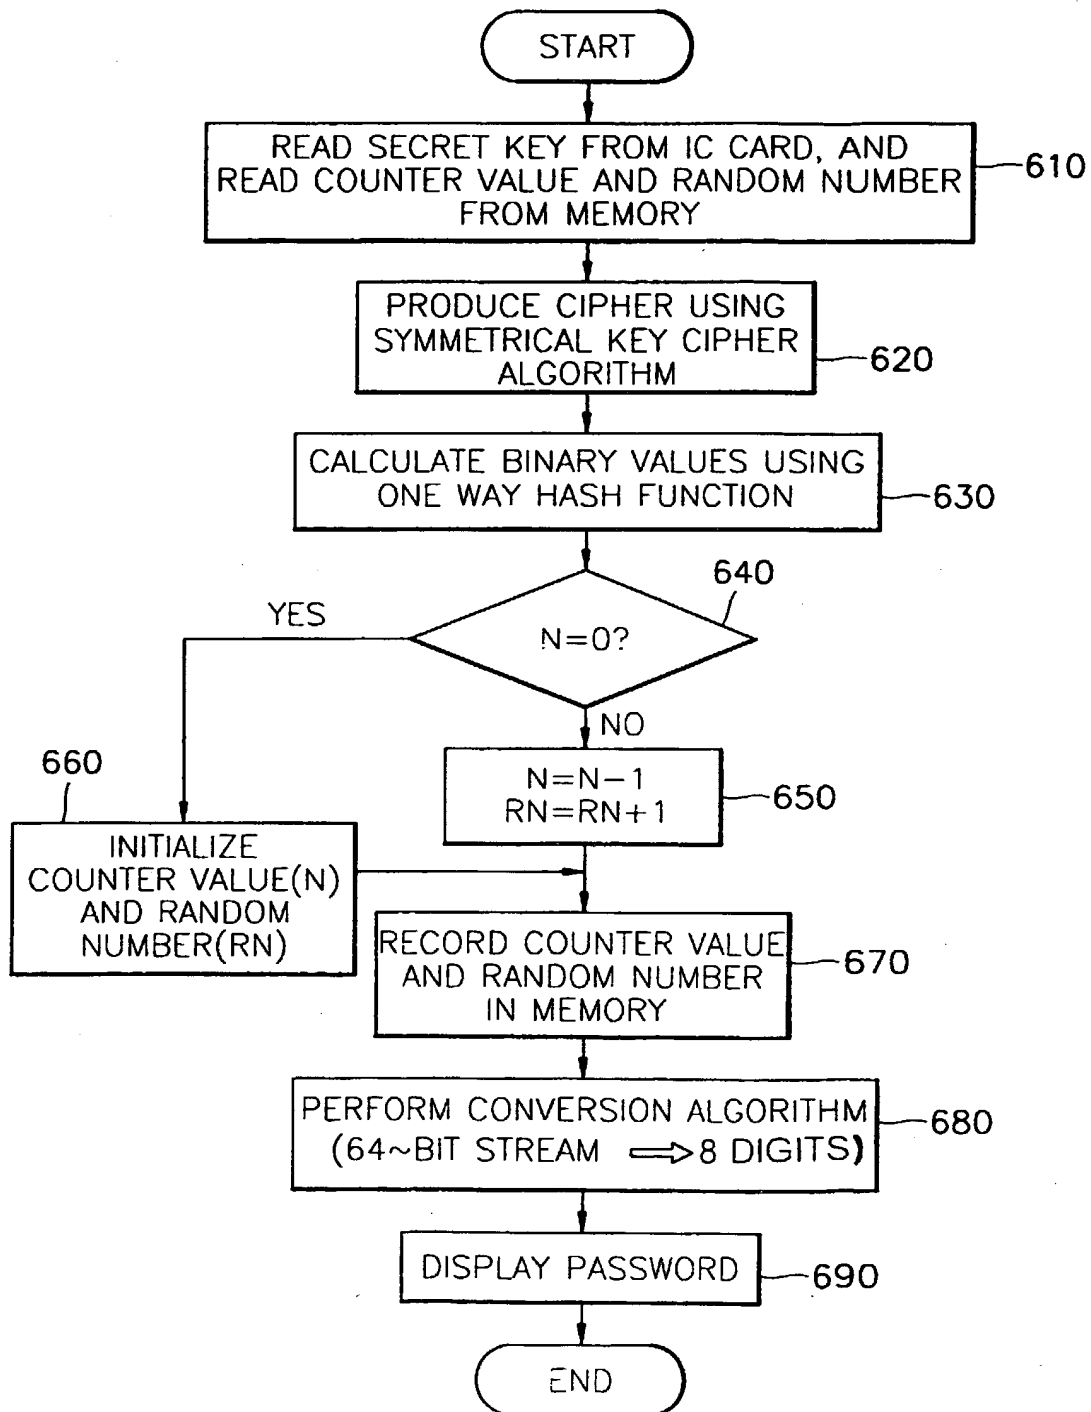 START
READ SECRET KEY FROM IC CARD, AND
READ COUNTER VALUE AND RANDOM NUMBER
FROM MEMORY
610
PRODUCE CIPHER USING
SYMMETRICAL KEY CIPHER
ALGORITHM
620
CALCULATE BINARY VALUES USING
ONE WAY HASH FUNCTION
630
640
YES
N=0?
NO
660
N=N-1
RN=RN+1
650
INITIALIZE
COUNTER VALUE(N)
AND RANDOM
NUMBER(RN)
RECORD COUNTER VALUE
AND RANDOM NUMBER
IN MEMORY
670
PERFORM CONVERSION ALGORITHM
(64~BIT STREAM ⇒ 8 DIGITS)
680
DISPLAY PASSWORD
690
END